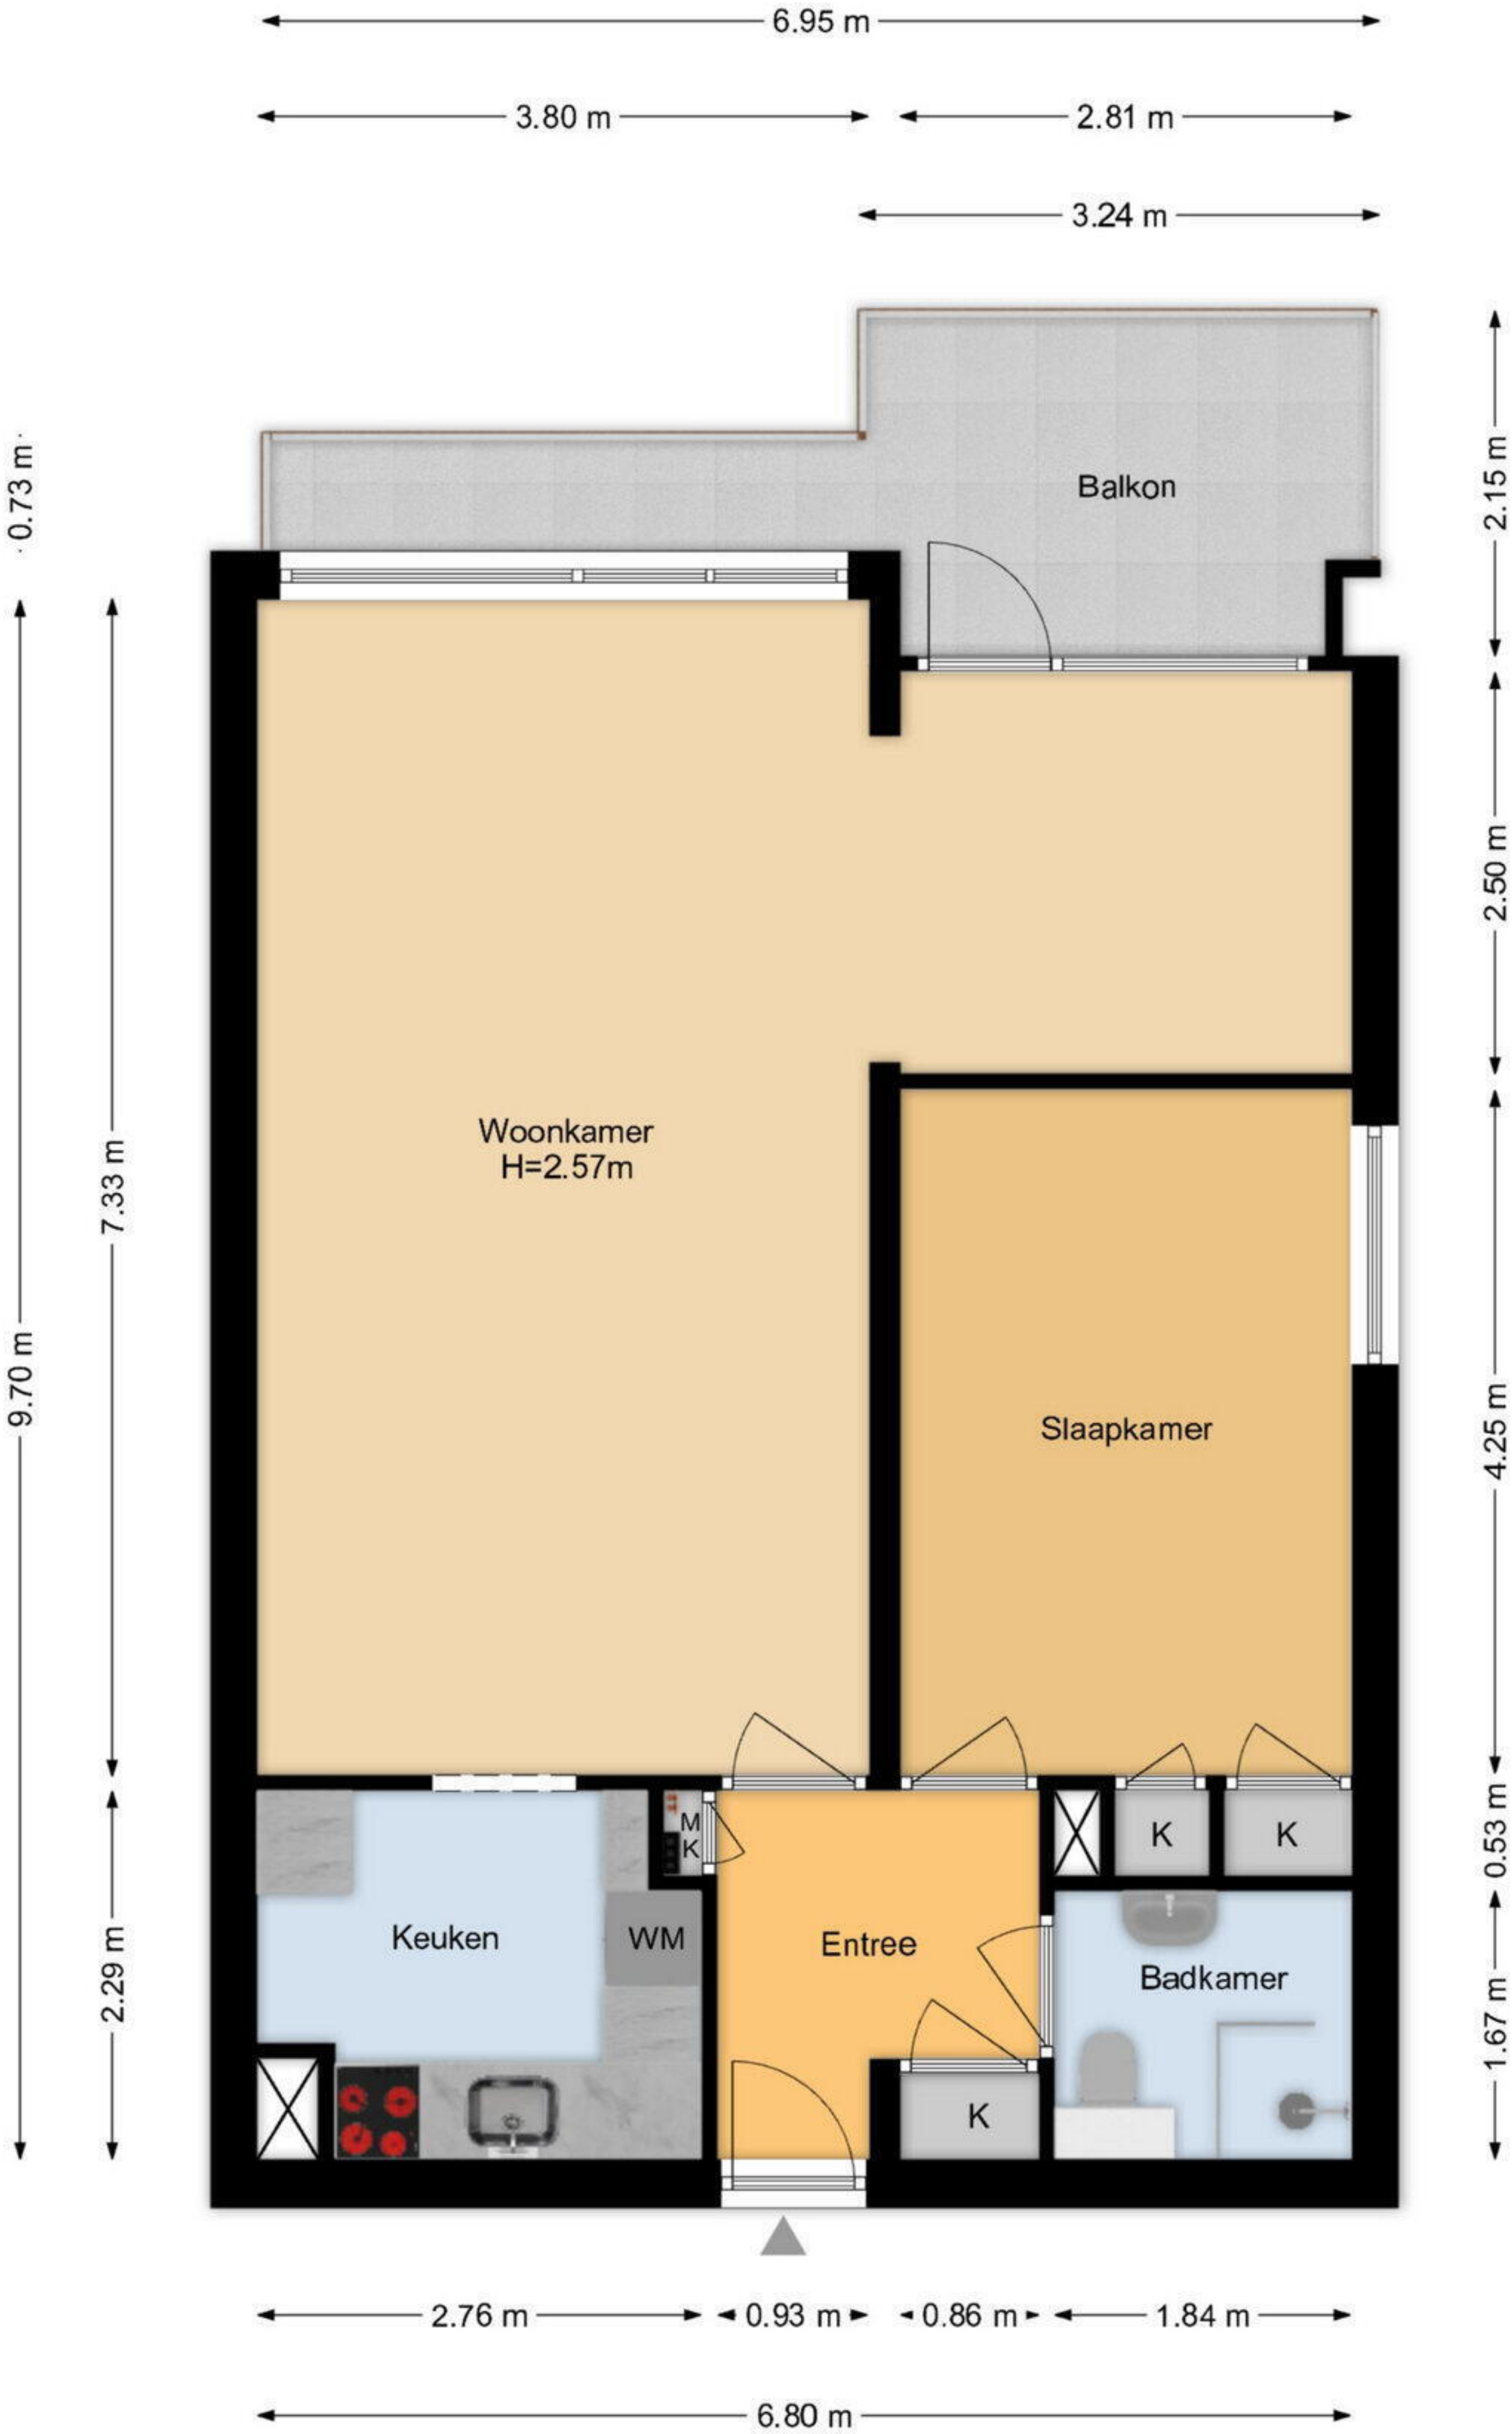 6.95 m
3.80 m
2.81 m
3.24 m
0.73 m
2.15 m
Balkon
2.50 m
Woonkamer
H=2.57m
7.33 m
9.70 m
4.25 m
Slaapkamer
M
K
K
K
0.53 m
Keuken
WM
Entree
Badkamer
2.29 m
1.67 m
K
2.76 m
0.93 m
0.86 m
1.84 m
6.80 m